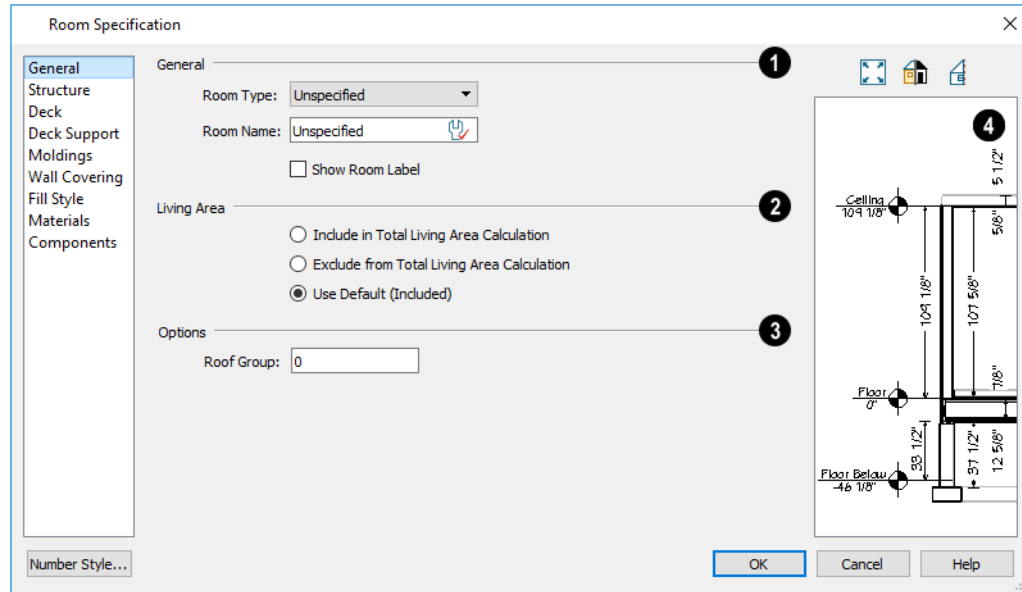 Room Specification
General
Structure
Deck
Deck Support
Moldings
Wall Covering
Fill Style
Materials
Components
General
1
Room Type: Unspecified
Room Name: Unspecified
Show Room Label
Living Area
2
Include in Total Living Area Calculation
Exclude from Total Living Area Calculation
Use Default (Included)
Options
3
Roof Group: 0
4
5 1/2"
Ceiling
109 1/8"
5/8"
109 1/8"
107 5/8"
7/8"
Floor
0"
33 1/2"
37 1/2"
12 5/8"
Floor Below
-46 1/8"
Number Style...
OK
Cancel
Help